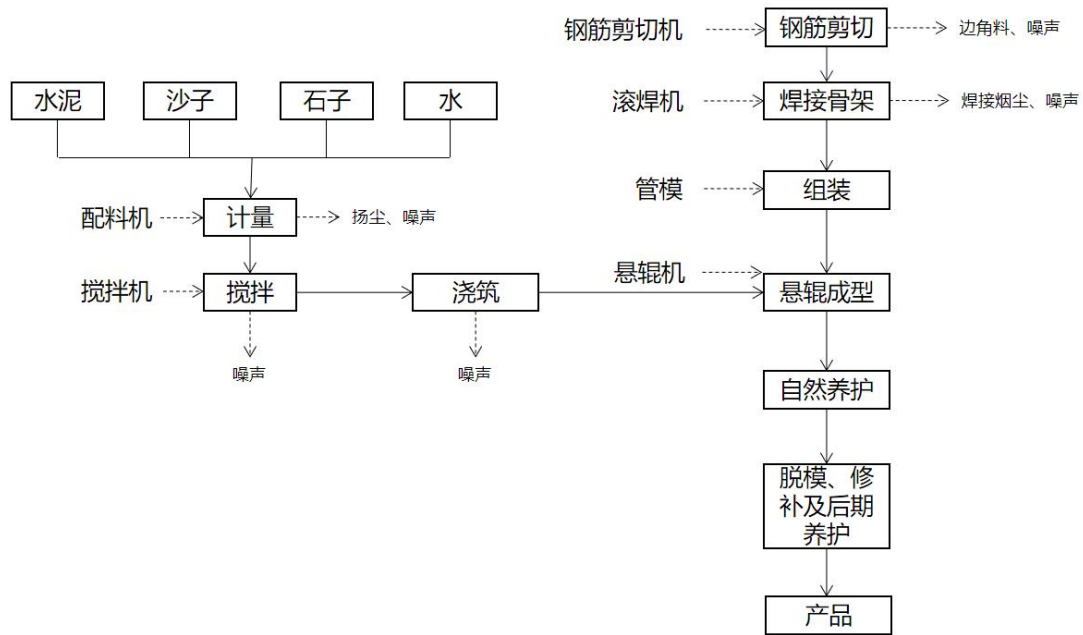 钢筋剪切机
钢筋剪切
边角料、噪声
水泥
沙子
石子
水
滚焊机
焊接骨架
焊接烟尘、噪声
管模
组装
配料机
计量
扬尘、噪声
悬辊机
搅拌机
搅拌
浇筑
悬辊成型
噪声
噪声
自然养护
脱模、修
补及后期
养护
产品